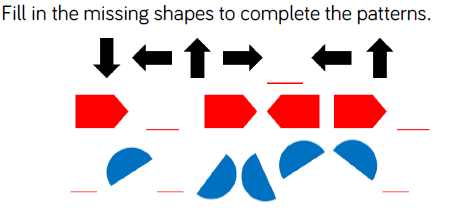 Fill in the missing shapes to complete the patterns.